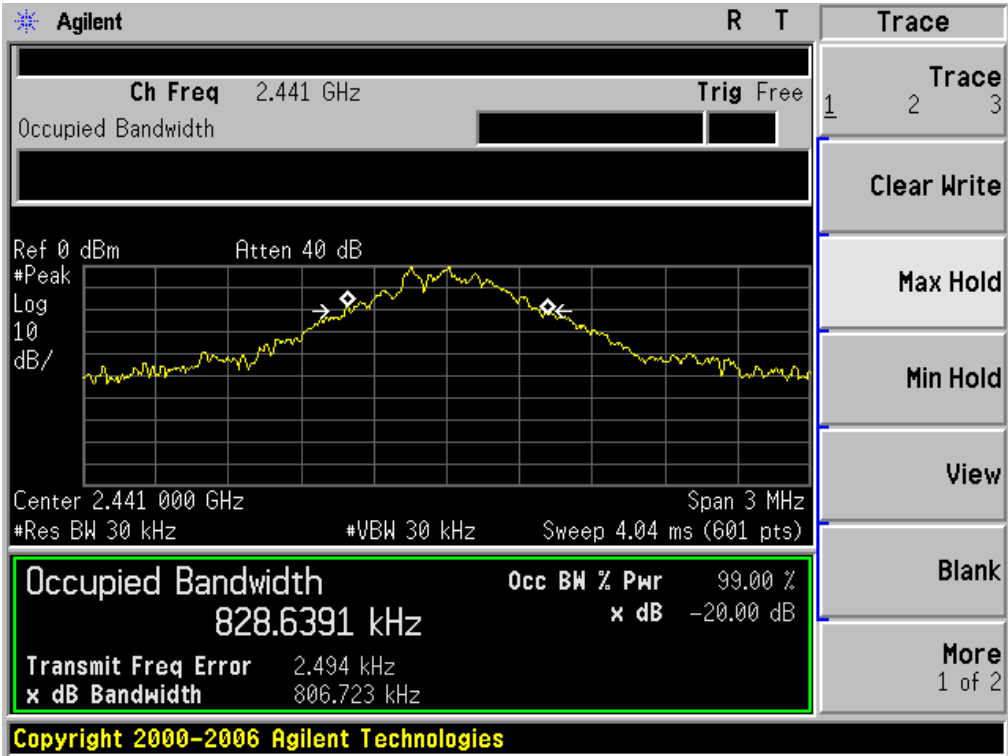 Agilent R T
Ch Freq 2.441 GHz Trig Free
Occupied Bandwidth
Ref 0 dBm Atten 40 dB
#Peak
Log
10
dB/
Center 2.441 000 GHz Span 3 MHz
#Res BW 30 kHz #VBW 30 kHz Sweep 4.04 ms (601 pts)
Occupied Bandwidth
828.6391 kHz
Occ BW % Pwr 99.00 %
x dB -20.00 dB
Transmit Freq Error 2.494 kHz
x dB Bandwidth 806.723 kHz
Copyright 2000-2006 Agilent Technologies
Trace
Trace
1 2 3
Clear Write
Max Hold
Min Hold
View
Blank
More
1 of 2